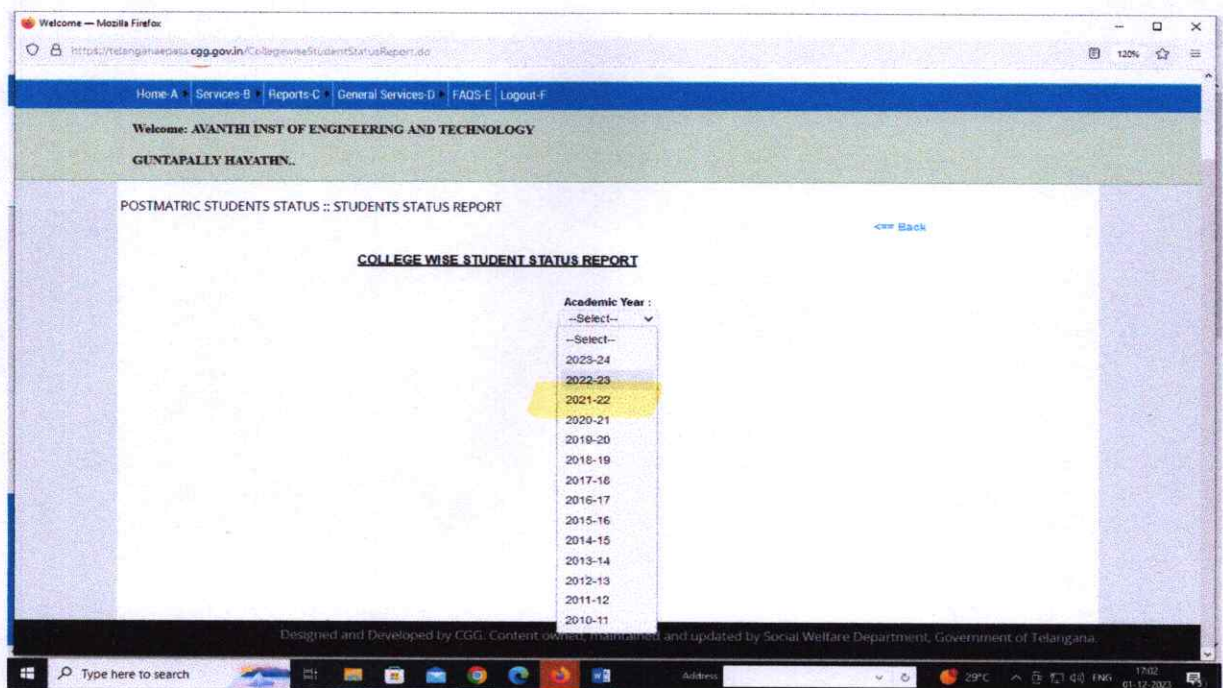 Welcome — Mozilla Firefox
https://telanganaepass.cgg.gov.in/CollegewiseStudentStatusReport.do
120%
Home-A Services-B Reports-C General Services-D FAQS-E Logout-F
Welcome: AVANTHI INST OF ENGINEERING AND TECHNOLOGY
GUNTAPALLY HAYATHN..
POSTMATRIC STUDENTS STATUS :: STUDENTS STATUS REPORT
<== Back
COLLEGE WISE STUDENT STATUS REPORT
Academic Year :
--Select--
--Select--
2023-24
2022-23
2021-22
2020-21
2019-20
2018-19
2017-18
2016-17
2015-16
2014-15
2013-14
2012-13
2011-12
2010-11
Designed and Developed by CGG. Content owned, maintained and updated by Social Welfare Department, Government of Telangana.
Type here to search
Address
29°C
ENG
17:02
01-12-2023